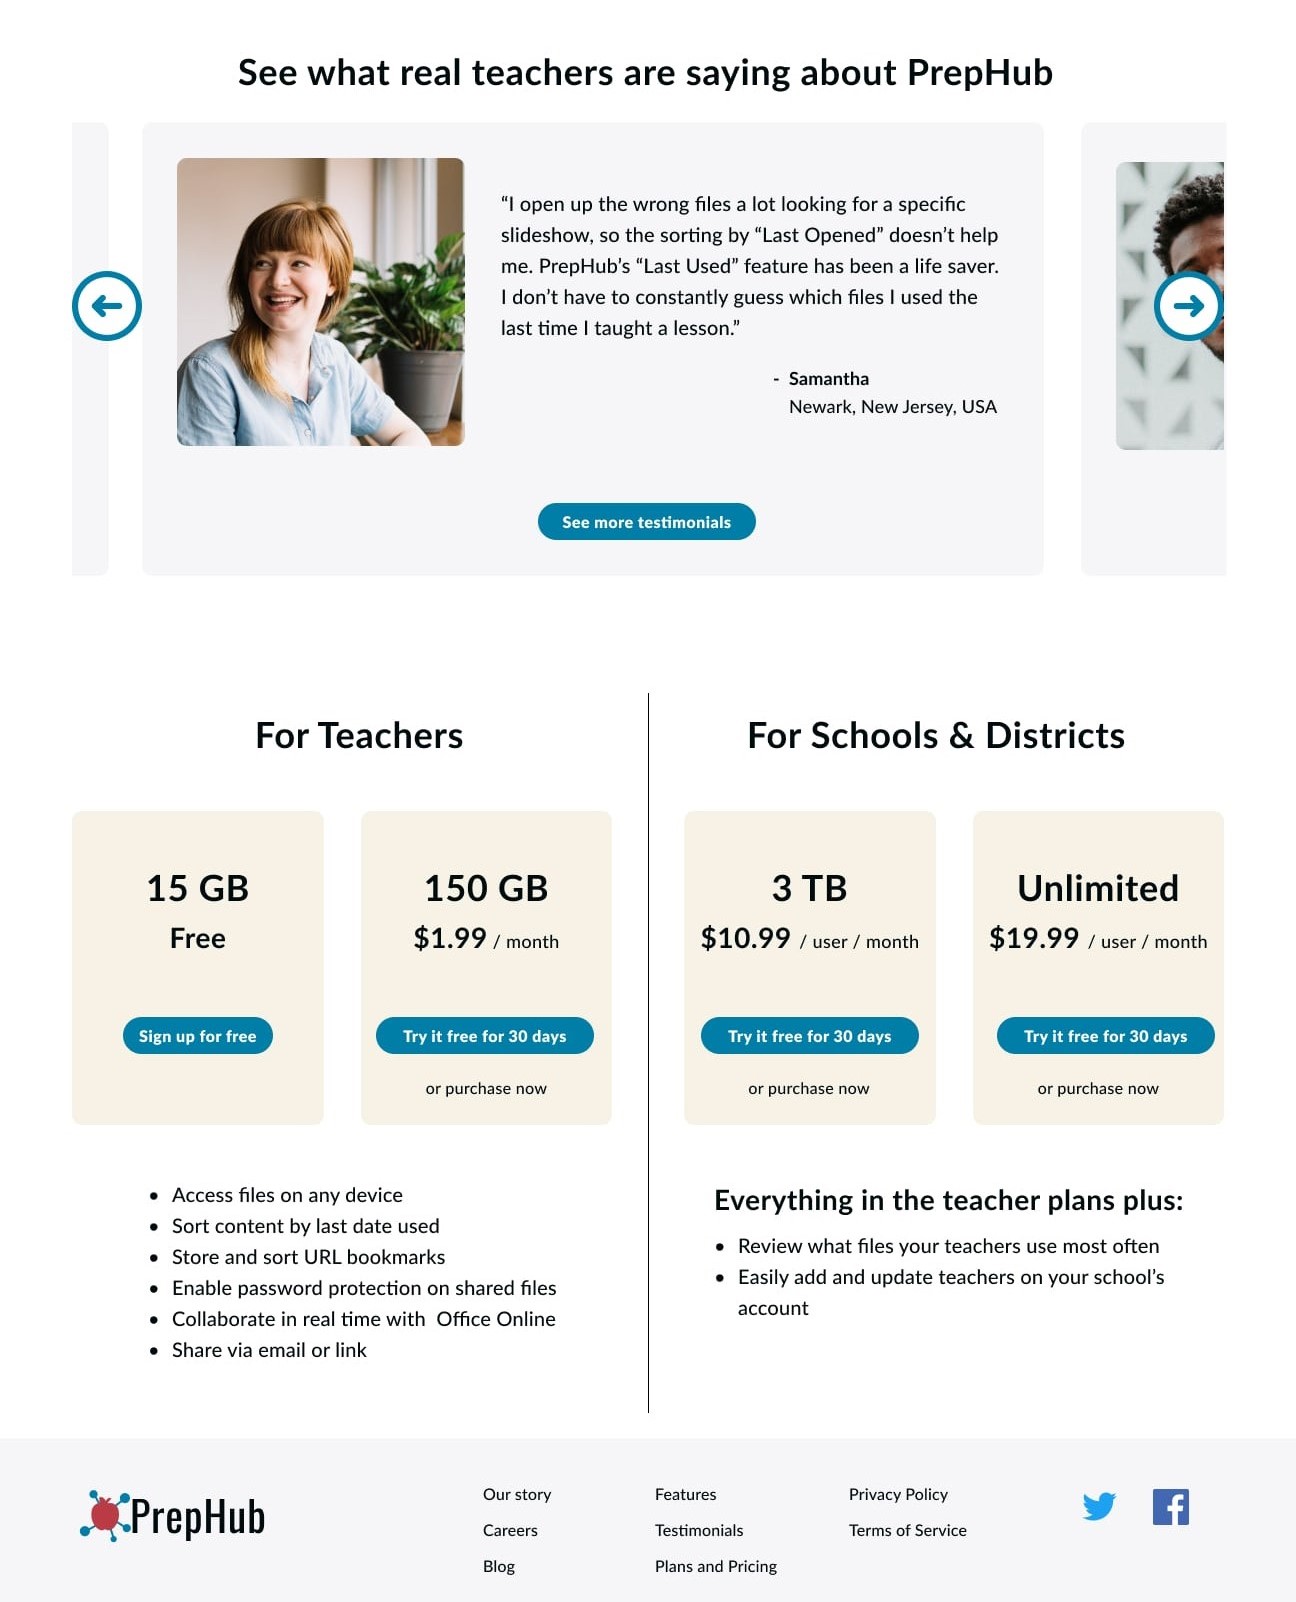 See what real teachers are saying about PrepHub
“I open up the wrong files a lot looking for a specific
slideshow, so the sorting by “Last Opened” doesn’t help
me. PrepHub’s “Last Used” feature has been a life saver.
I don’t have to constantly guess which files I used the
last time I taught a lesson.”
- Samantha
Newark, New Jersey, USA
See more testimonials
For Teachers
15 GB
Free
Sign up for free
150 GB
$1.99 / month
Try it free for 30 days
or purchase now
Access files on any device
Sort content by last date used
Store and sort URL bookmarks
Enable password protection on shared files
Collaborate in real time with  Office Online
Share via email or link
For Schools & Districts
3 TB
$10.99 / user / month
Try it free for 30 days
or purchase now
Unlimited
$19.99 / user / month
Try it free for 30 days
or purchase now
Everything in the teacher plans plus:
Review what files your teachers use most often
Easily add and update teachers on your school’s
account
PrepHub
Our story
Careers
Blog
Features
Testimonials
Plans and Pricing
Privacy Policy
Terms of Service